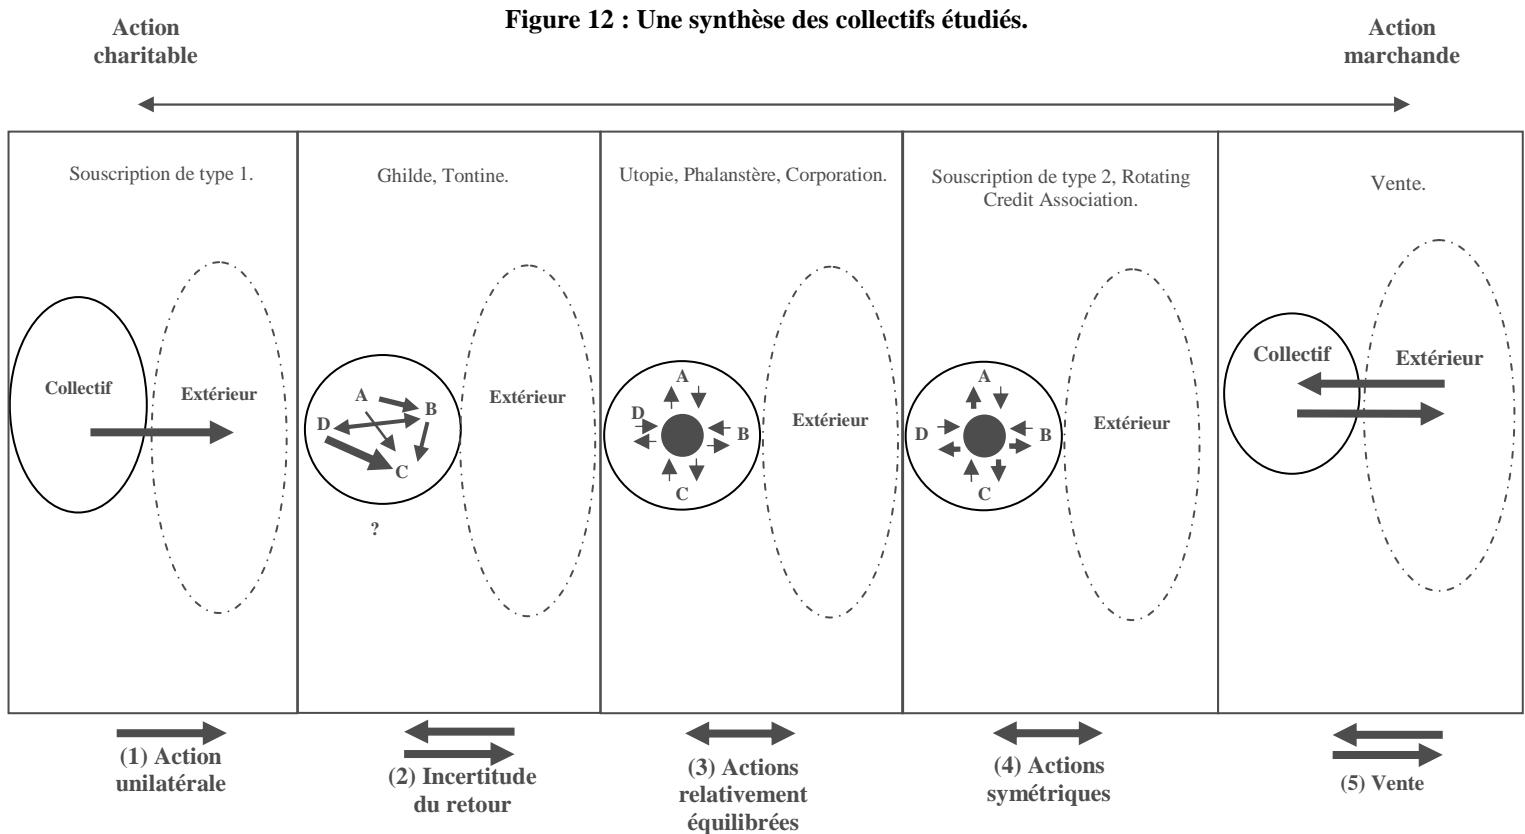 Figure 12 : Une synthèse des collectifs étudiés.
Action
charitable
Action
marchande
Souscription de type 1.
Collectif
Extérieur
(1) Action
unilatérale
Ghilde, Tontine.
A
B
D
C
?
Extérieur
(2) Incertitude
du retour
Utopie, Phalanstère, Corporation.
A
D
B
C
Extérieur
(3) Actions
relativement
équilibrées
Souscription de type 2, Rotating
Credit Association.
A
D
B
C
Extérieur
(4) Actions
symétriques
Vente.
Collectif
Extérieur
(5) Vente